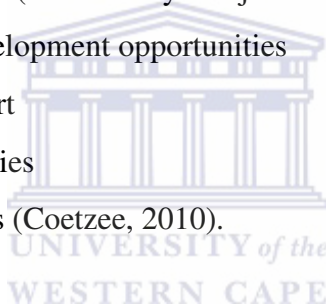 elopment opportunities
rt
ies
s (Coetzee, 2010).
UNIVERSITY of the
WESTERN CAPE